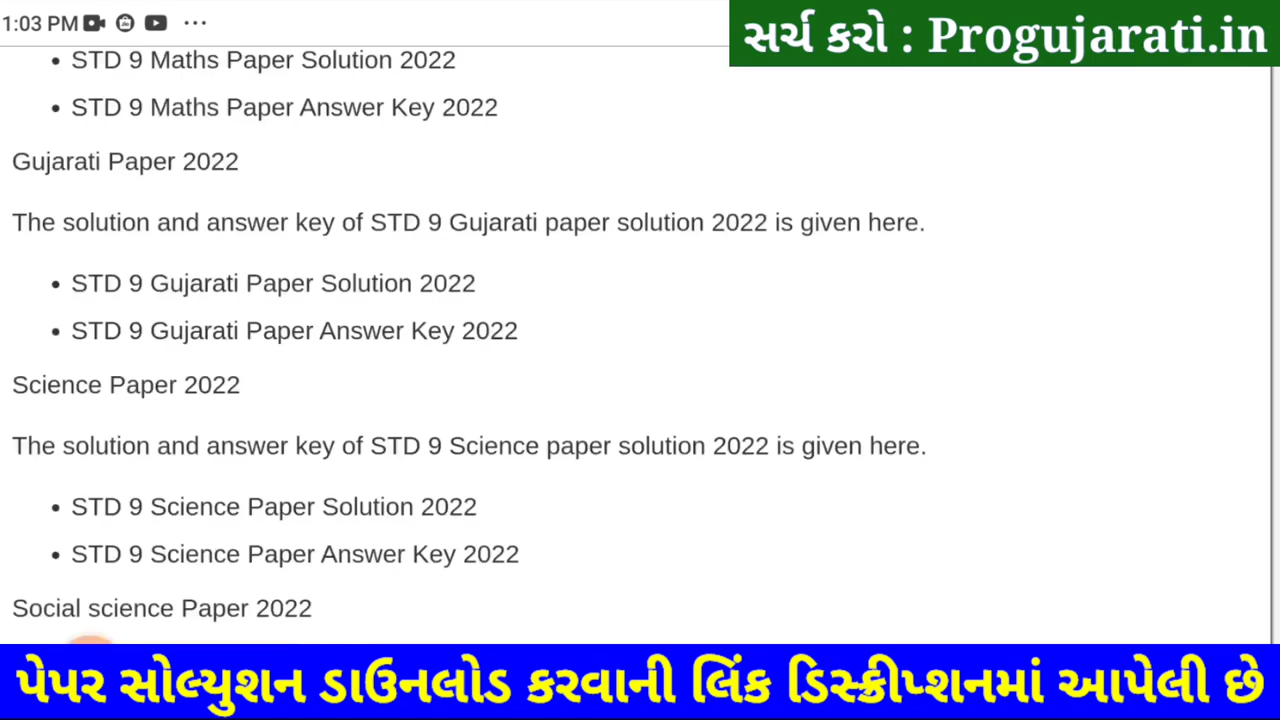 1:03 PM
સર્ચ કરો : Progujarati.in
• STD 9 Maths Paper Solution 2022
• STD 9 Maths Paper Answer Key 2022
Gujarati Paper 2022
The solution and answer key of STD 9 Gujarati paper solution 2022 is given here.
• STD 9 Gujarati Paper Solution 2022
• STD 9 Gujarati Paper Answer Key 2022
Science Paper 2022
The solution and answer key of STD 9 Science paper solution 2022 is given here.
• STD 9 Science Paper Solution 2022
• STD 9 Science Paper Answer Key 2022
Social science Paper 2022
પેપર સોલ્યુશન ડાઉનલોડ કરવાની લિંક ડિસ્ક્રીપ્શનમાં આપેલી છે